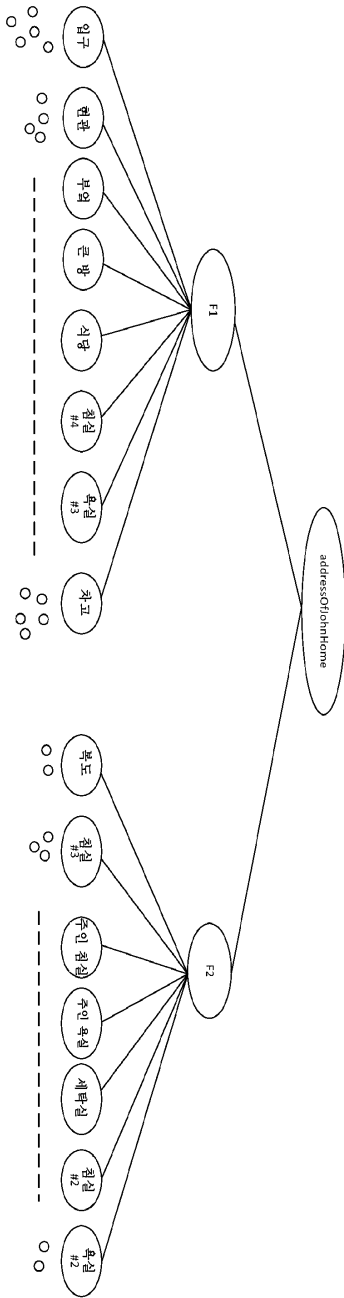 addressOfJohnHome
F1
F2
입구
현관
부엌
큰 방
식당
침실
#4
욕실
#3
차고
복도
침실
#3
주인 침실
주인 욕실
세탁실
침실
#2
욕실
#2